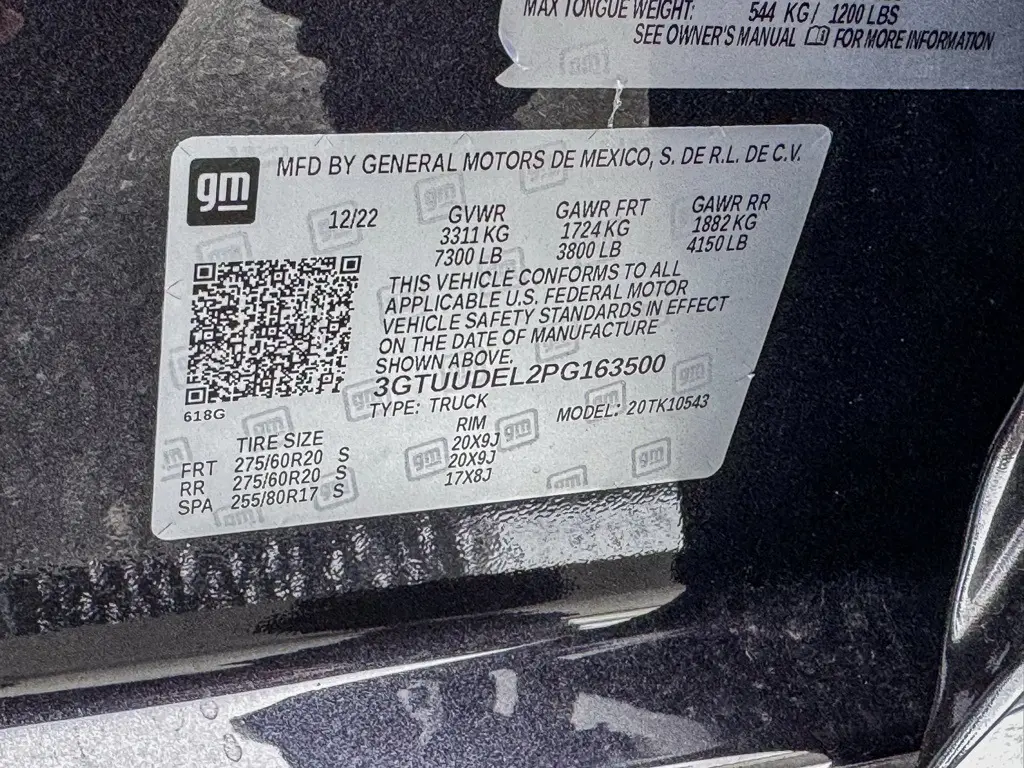 MAX TONGUE WEIGHT: 544 KG/ 1200 LBS
SEE OWNER'S MANUAL FOR MORE INFORMATION
gm
MFD BY GENERAL MOTORS DE MEXICO, S. DE R.L. DE C.V.
12/22 GVWR GAWR FRT GAWR RR
3311 KG 1724 KG 1882 KG
7300 LB 3800 LB 4150 LB
THIS VEHICLE CONFORMS TO ALL
APPLICABLE U.S. FEDERAL MOTOR
VEHICLE SAFETY STANDARDS IN EFFECT
ON THE DATE OF MANUFACTURE
SHOWN ABOVE.
3GTUUDEL2PG163500
618G
TYPE: TRUCK MODEL: 20TK10543
TIRE SIZE RIM
FRT 275/60R20 S 20X9J
RR 275/60R20 S 20X9J
SPA 255/80R17 S 17X8J